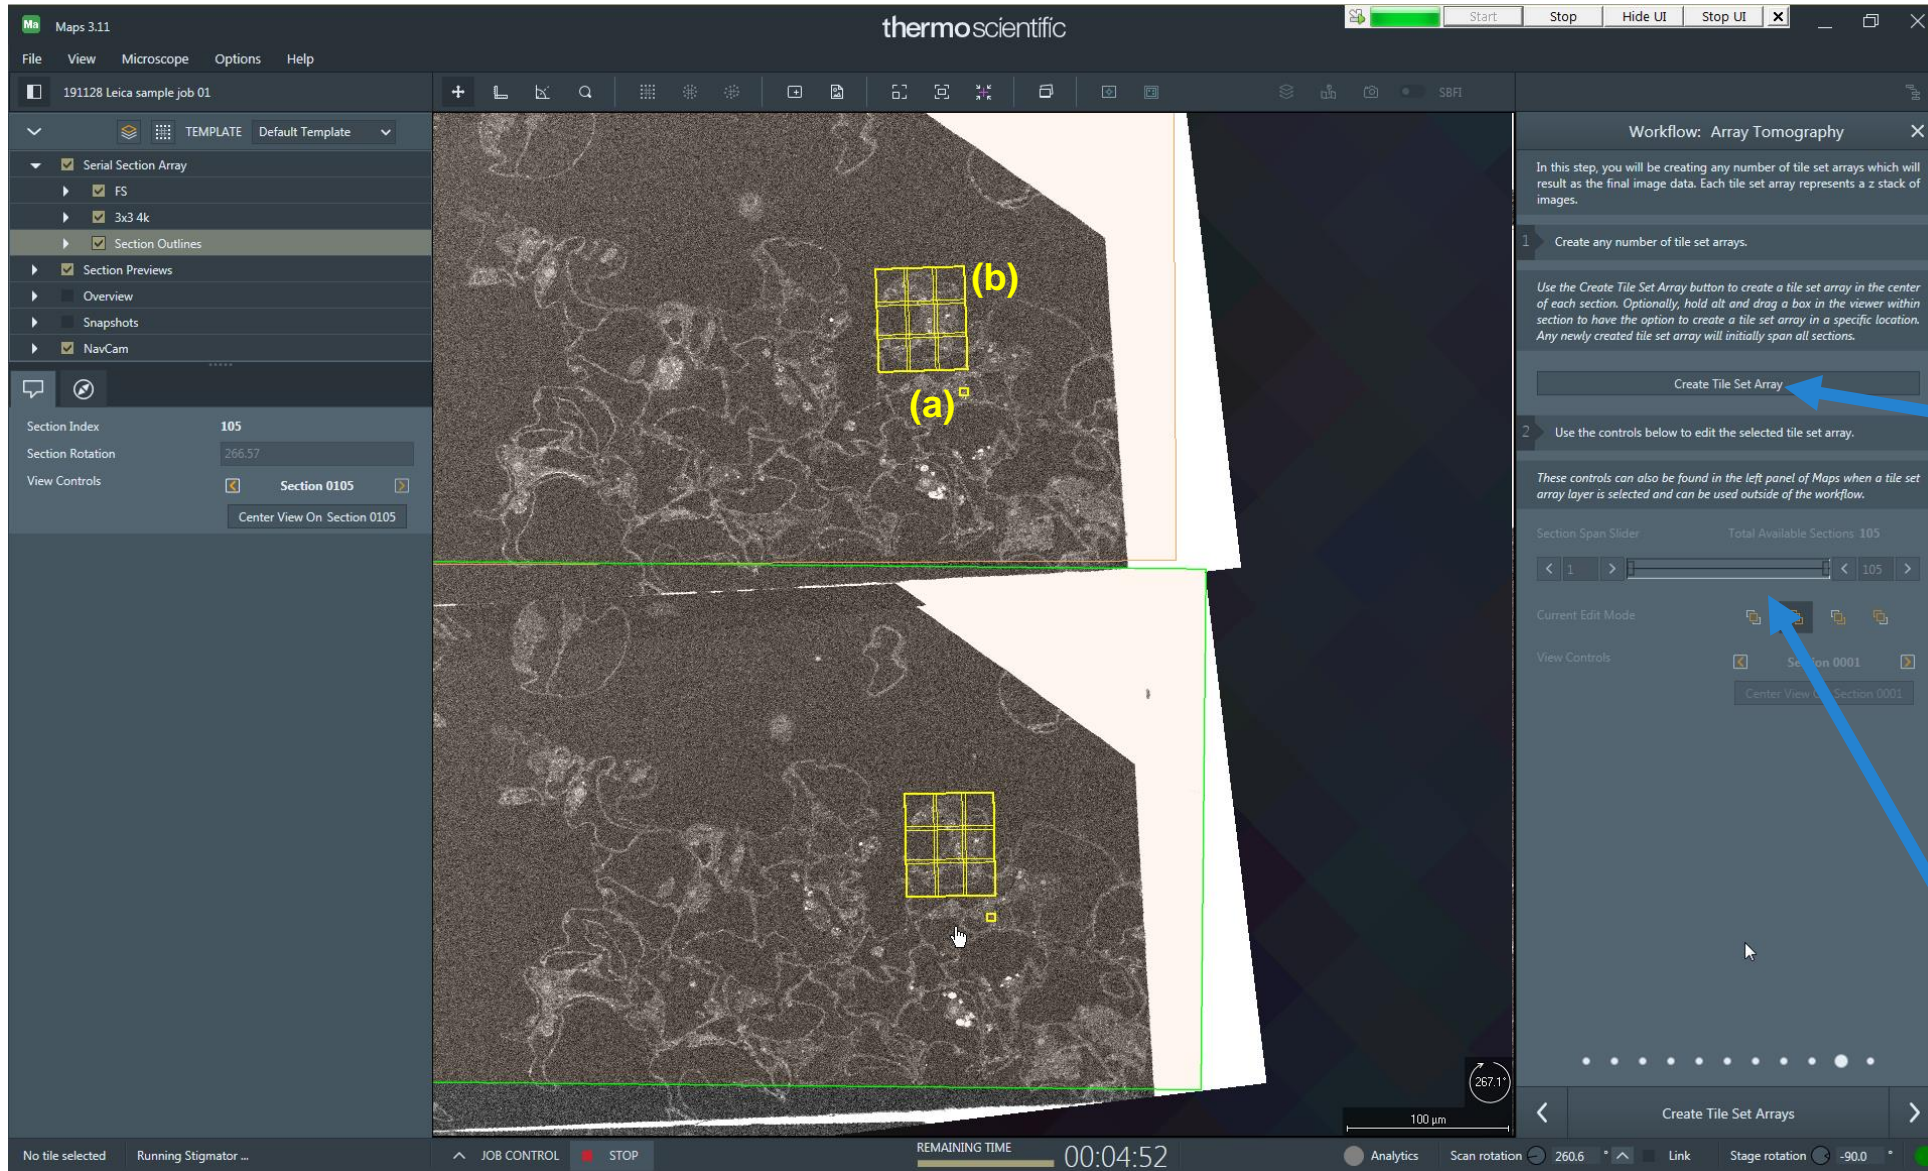 Ma Maps 3.11
thermo scientific
Start Stop Hide UI Stop UI X
File View Microscope Options Help
191128 Leica sample job 01
SBFI
TEMPLATE Default Template
Serial Section Array
FS
3x3 4k
Section Outlines
Section Previews
Overview
Snapshots
NavCam
Section Index 105
Section Rotation 266.57
View Controls Section 0105
Center View On Section 0105
(b)
(a)
267.1°
100 µm
Workflow: Array Tomography
In this step, you will be creating any number of tile set arrays which will
result as the final image data. Each tile set array represents a z stack of
images.
1 Create any number of tile set arrays.
Use the Create Tile Set Array button to create a tile set array in the center
of each section. Optionally, hold alt and drag a box in the viewer within
section to have the option to create a tile set array in a specific location.
Any newly created tile set array will initially span all sections.
Create Tile Set Array
2 Use the controls below to edit the selected tile set array.
These controls can also be found in the left panel of Maps when a tile set
array layer is selected and can be used outside of the workflow.
Section Span Slider Total Available Sections 105
1 105
Current Edit Mode
View Controls Section 0001
Center View On Section 0001
Create Tile Set Arrays
No tile selected Running Stigmator ...
JOB CONTROL STOP
REMAINING TIME 00:04:52
Analytics Scan rotation 260.6 ° Link Stage rotation -90.0 °